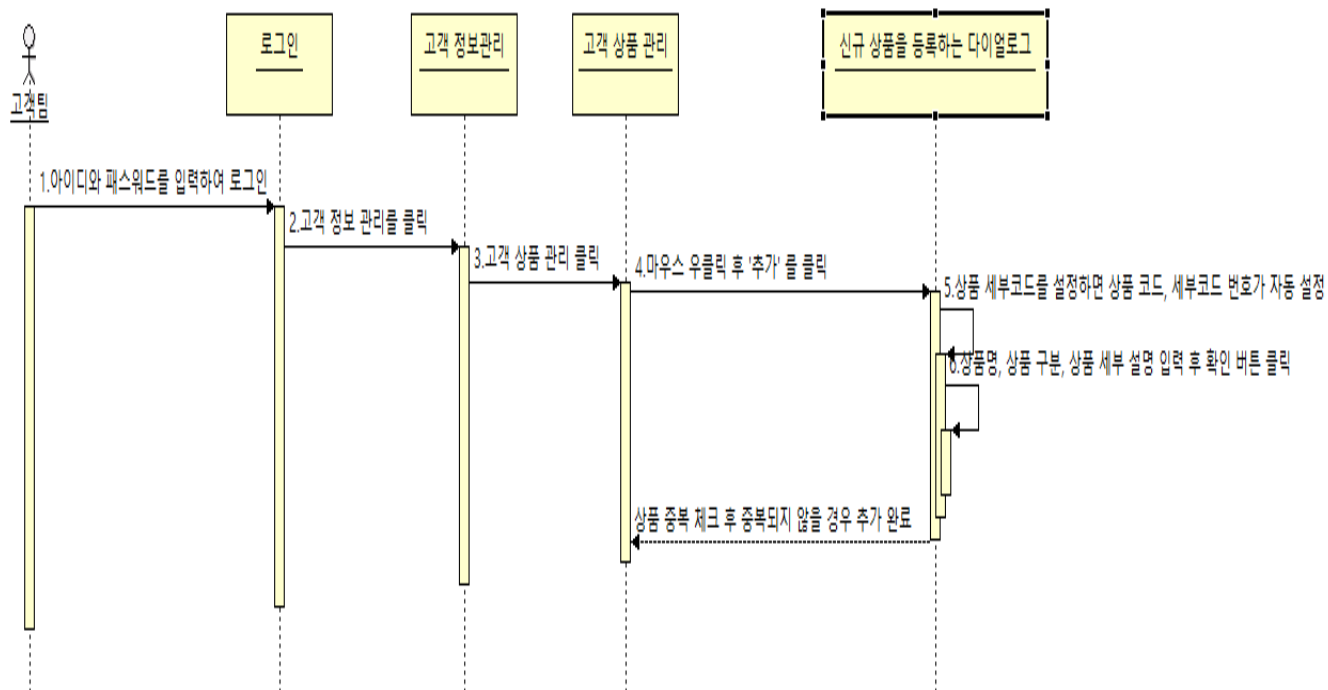 고객팀
로그인
고객 정보관리
고객 상품 관리
신규 상품을 등록하는 다이얼로그
1.아이디와 패스워드를 입력하여 로그인
2.고객 정보 관리를 클릭
3.고객 상품 관리 클릭
4.마우스 우클릭 후 '추가' 를 클릭
5.상품 세부코드를 설정하면 상품 코드, 세부코드 번호가 자동 설정
6.상품명, 상품 구분, 상품 세부 설명 입력 후 확인 버튼 클릭
상품 중복 체크 후 중복되지 않을 경우 추가 완료